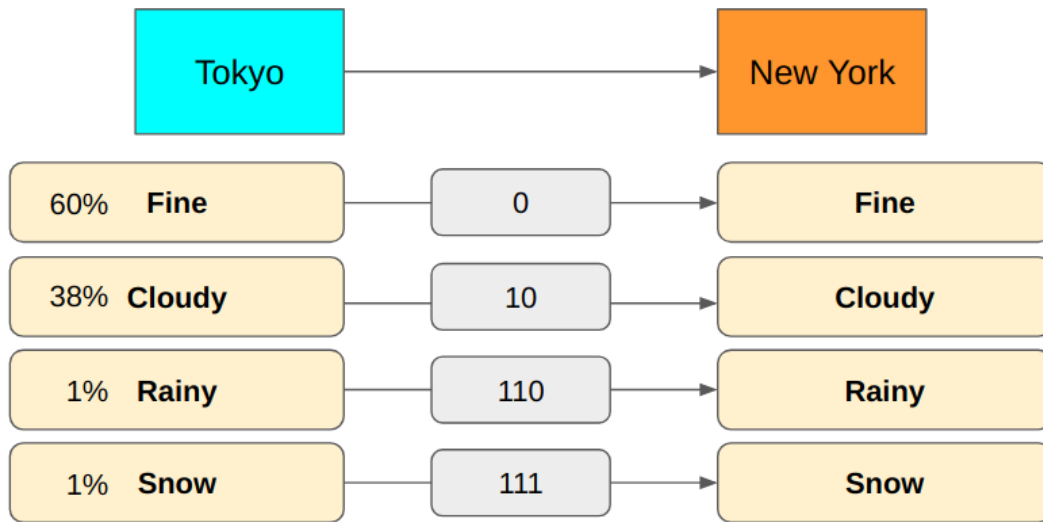 Tokyo
New York
60% Fine
0
Fine
38% Cloudy
10
Cloudy
1% Rainy
110
Rainy
1% Snow
111
Snow